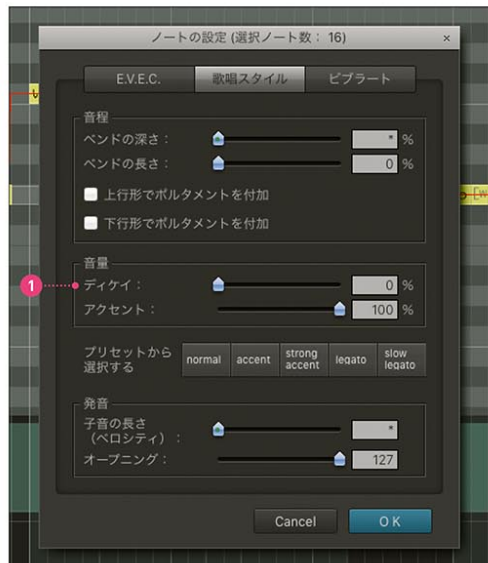 ノートの設定 (選択ノート数： 16)
×
E.V.E.C.
歌唱スタイル
ビブラート
音程
ベンドの深さ： * %
ベンドの長さ： 0 %
上行形でポルタメントを付加
下行形でポルタメントを付加
音量
1 ディケイ： 0 %
アクセント： 100 %
プリセットから
選択する
normal
accent
strong
accent
legato
slow
legato
発音
子音の長さ
（ベロシティ）： *
オープニング： 127
Cancel
OK